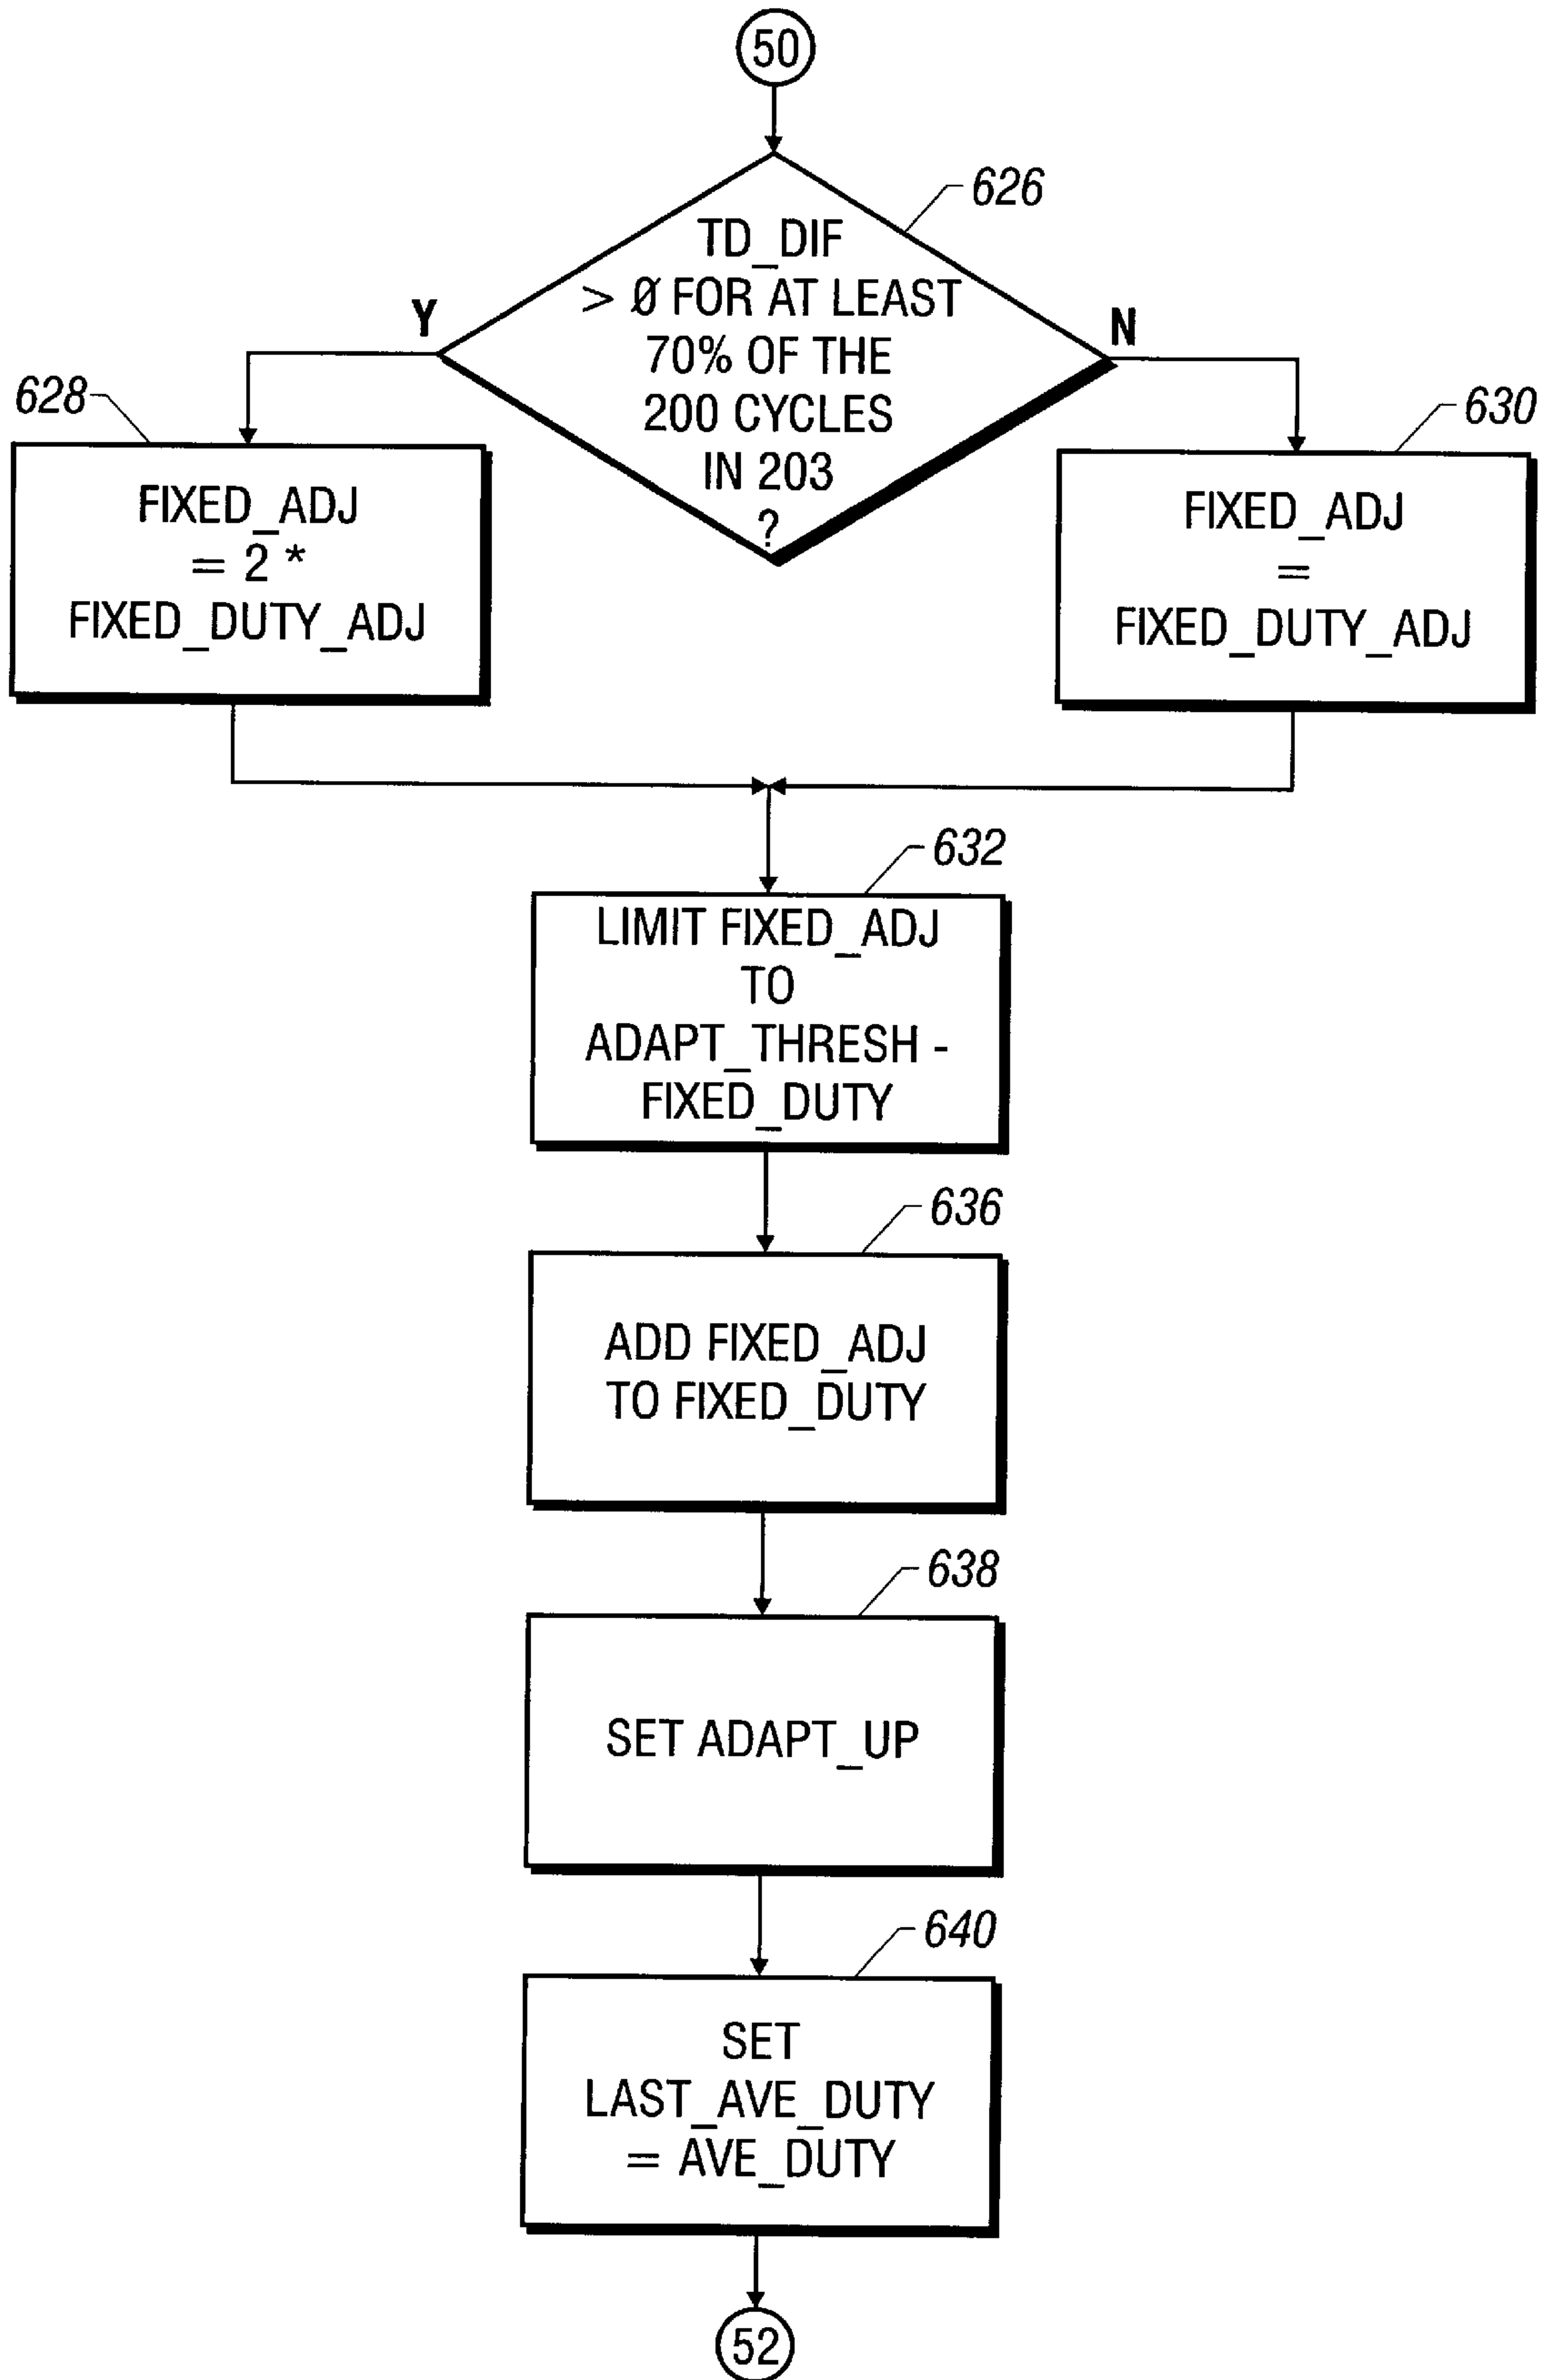 50
626
TD_DIF
> Ø FOR AT LEAST
70% OF THE
200 CYCLES
IN 203
?
Y
N
628
FIXED_ADJ
= 2 *
FIXED_DUTY_ADJ
630
FIXED_ADJ
=
FIXED_DUTY_ADJ
632
LIMIT FIXED_ADJ
TO
ADAPT_THRESH -
FIXED_DUTY
636
ADD FIXED_ADJ
TO FIXED_DUTY
638
SET ADAPT_UP
640
SET
LAST_AVE_DUTY
= AVE_DUTY
52